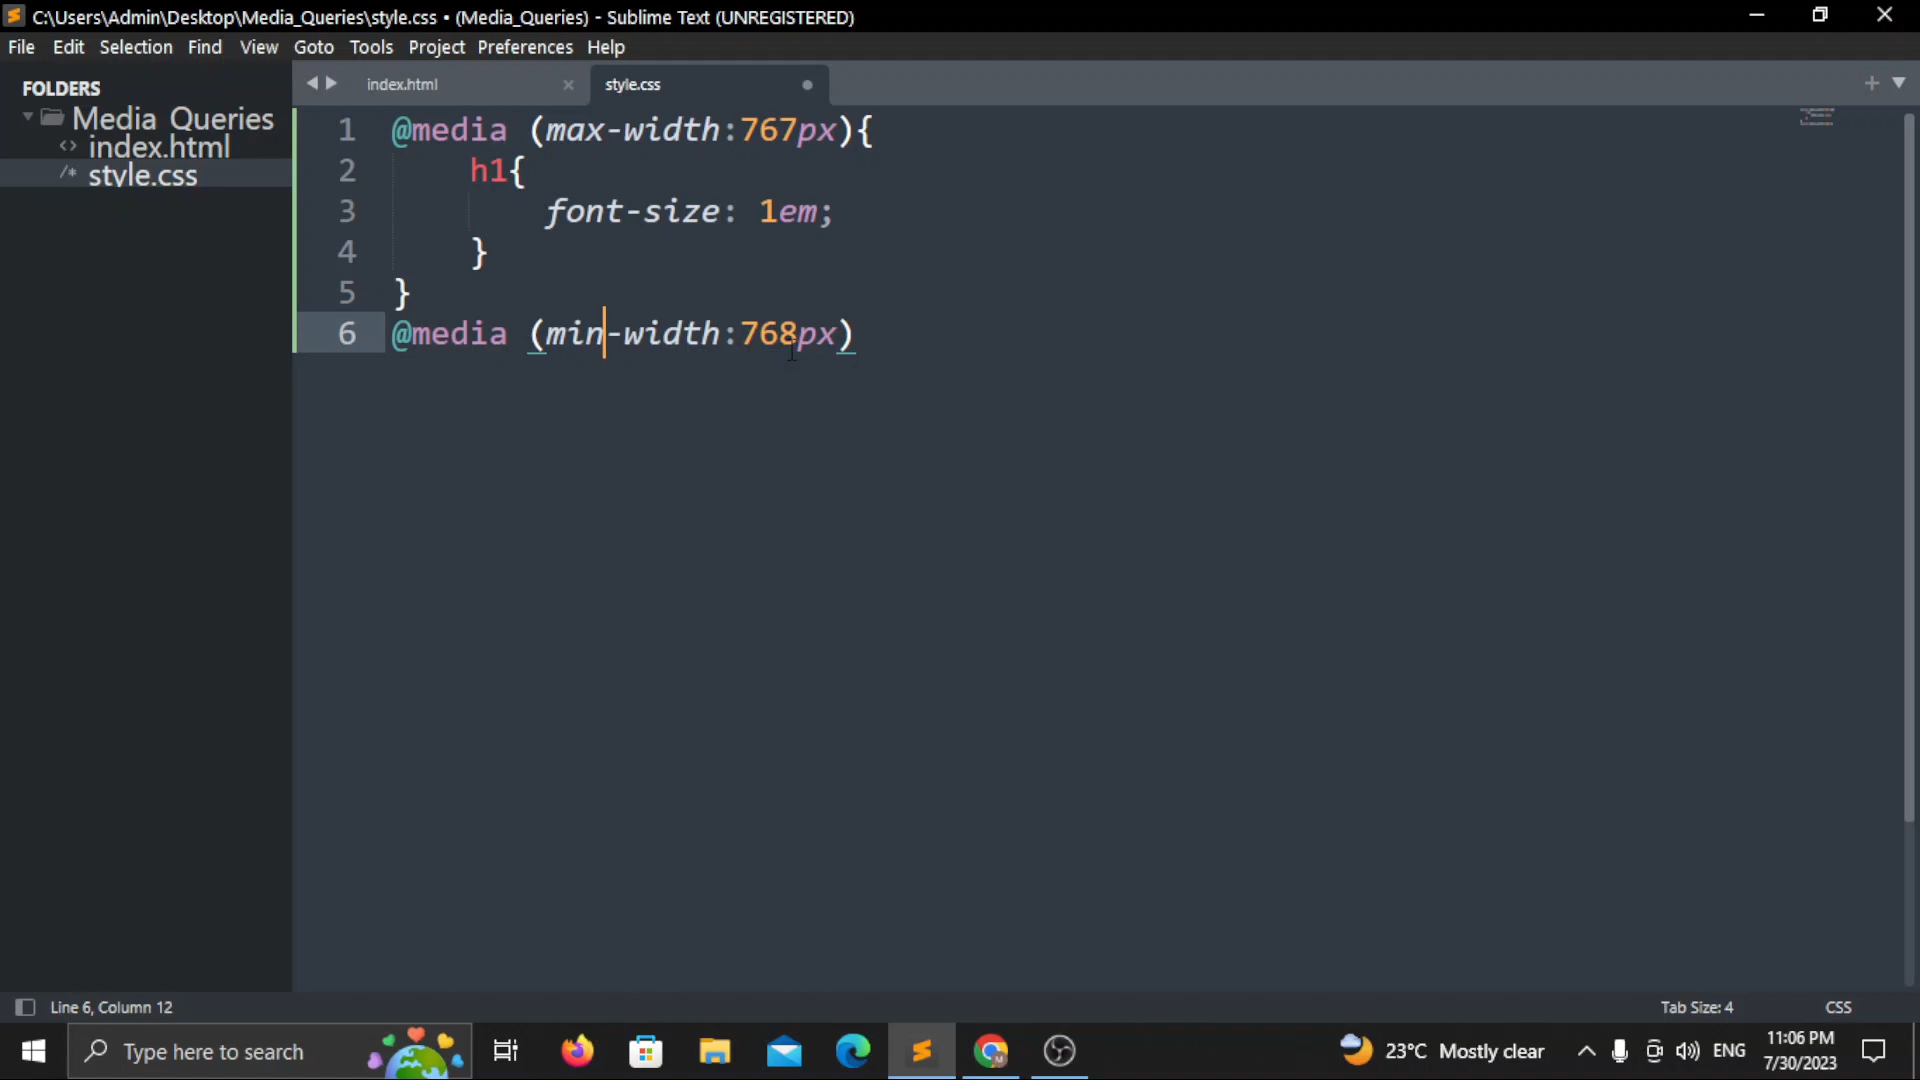 C:\Users\Admin\Desktop\Media_Queries\style.css • (Media_Queries) - Sublime Text (UNREGISTERED)
File Edit Selection Find View Goto Tools Project Preferences Help
FOLDERS
Media_Queries
<> index.html
/* style.css
index.html × style.css
1 @media (max-width:767px){
2 h1{
3 font-size: 1em;
4 }
5 }
6 @media (min-width:768px)
Line 6, Column 12 Tab Size: 4 CSS
Type here to search 23°C Mostly clear ENG 11:06 PM
7/30/2023